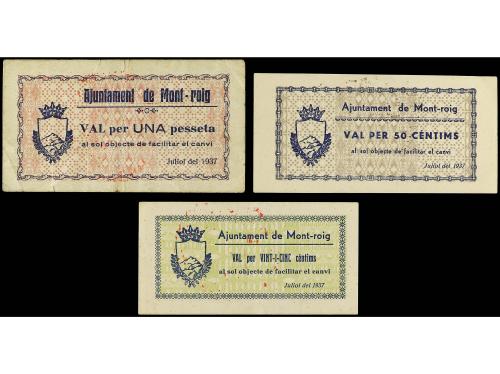 Ajuntament de Mont-roig
VAL per UNA pesseta
al sol objecte de facilitar el canvi
Juliol del 1937
Ajuntament de Mont-roig
VAL PER 50 CÈNTIMS
al sol objecte de facilitar el canvi
Juliol del 1937
Ajuntament de Mont-roig
VAL per VINT-I-CINC cèntims
al sol objecte de facilitar el canvi
Juliol del 1937